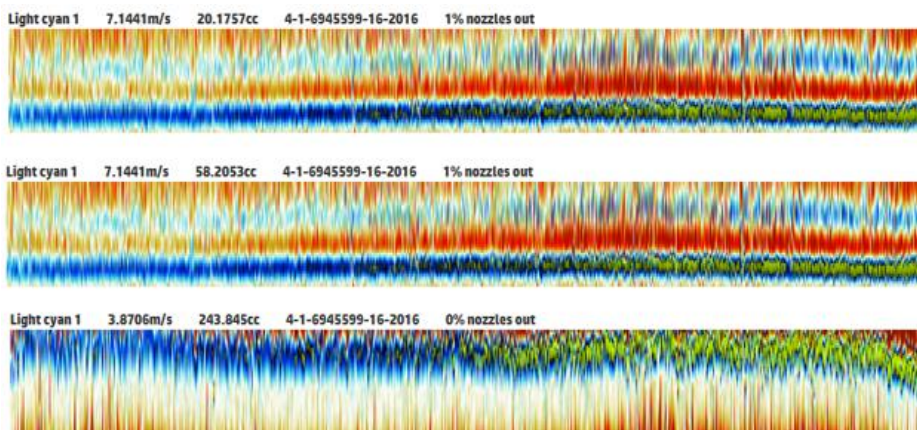 Light cyan 1 7.1441m/s 20.1757cc 4-1-6945599-16-2016 1% nozzles out
Light cyan 1 7.1441m/s 58.2053cc 4-1-6945599-16-2016 1% nozzles out
Light cyan 1 3.8706m/s 243.845cc 4-1-6945599-16-2016 0% nozzles out